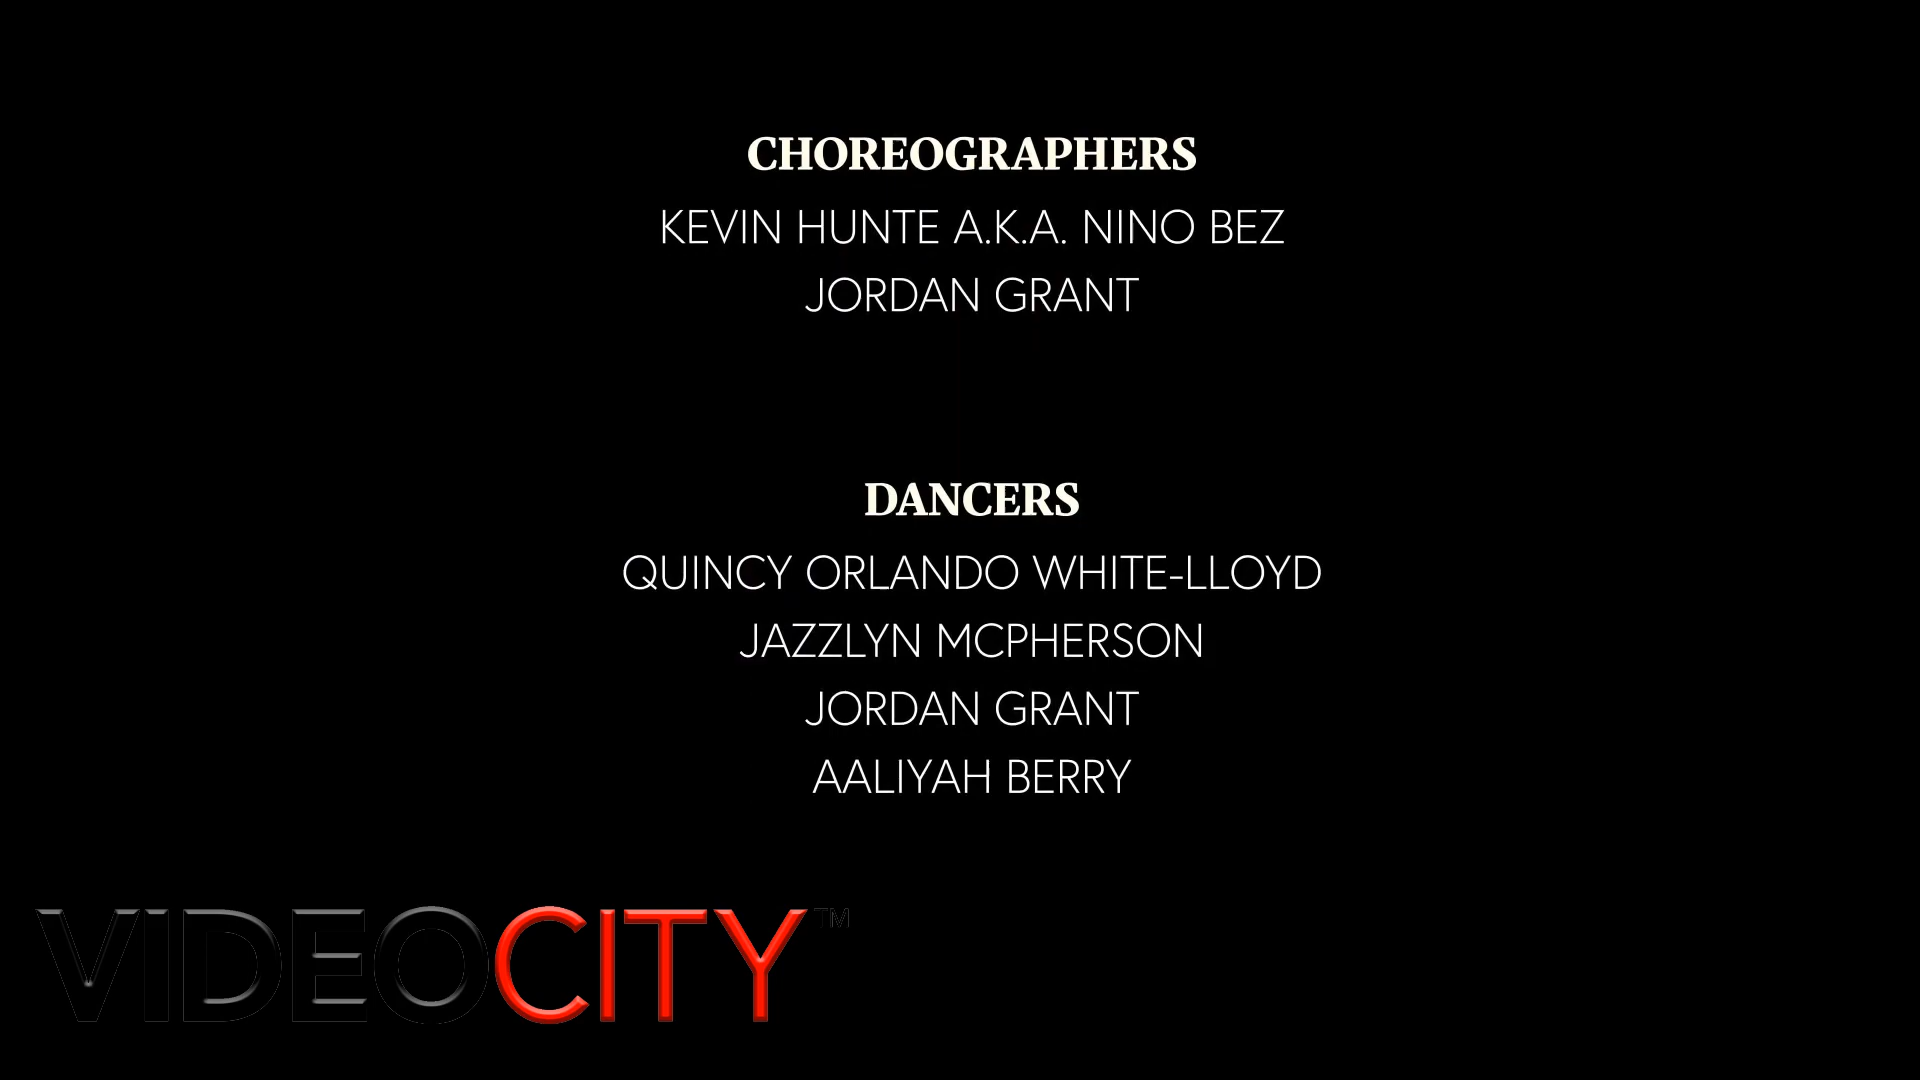 CHOREOGRAPHERS
KEVIN HUNTE A.K.A. NINO BEZ
JORDAN GRANT
DANCERS
QUINCY ORLANDO WHITE-LLOYD
JAZZLYN MCPHERSON
JORDAN GRANT
AALIYAH BERRY
VIDEOCITY™